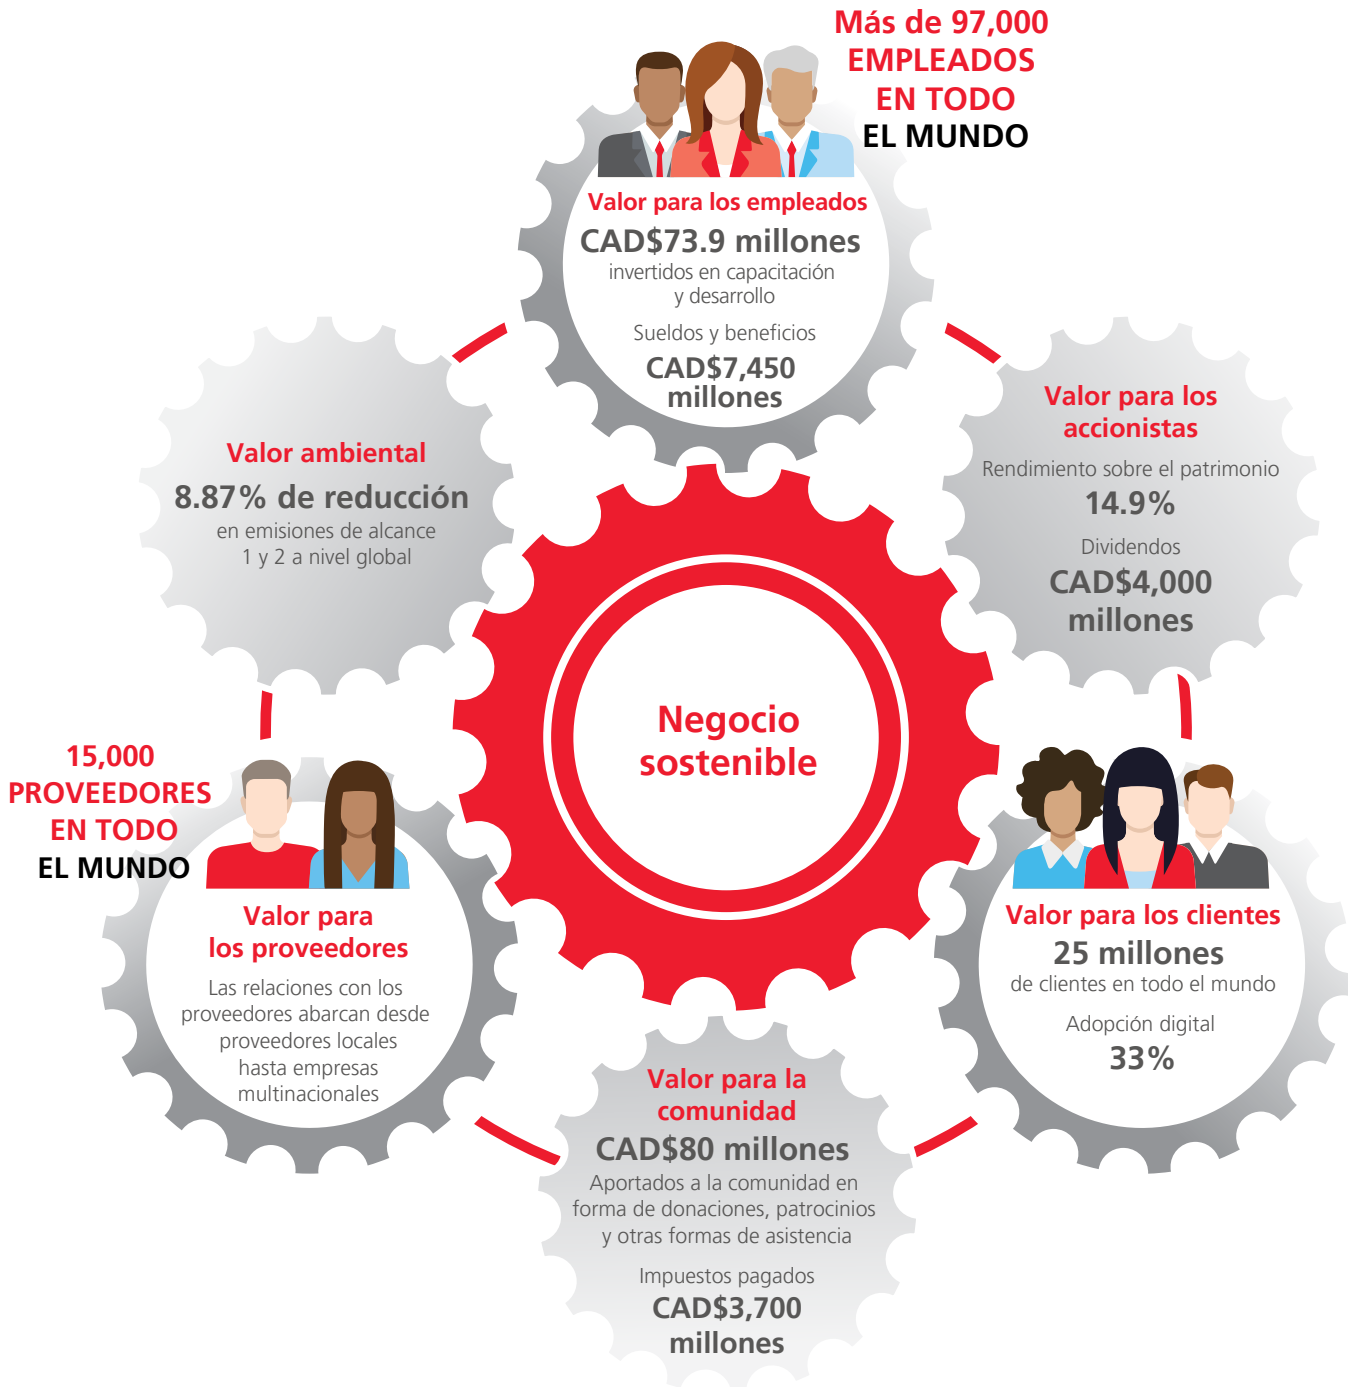 Más de 97,000
EMPLEADOS
EN TODO
EL MUNDO
Valor para los empleados
CAD$73.9 millones
invertidos en capacitación
y desarrollo
Sueldos y beneficios
CAD$7,450
millones
Valor para los
accionistas
Rendimiento sobre el patrimonio
14.9%
Dividendos
CAD$4,000
millones
Valor ambiental
8.87% de reducción
en emisiones de alcance
1 y 2 a nivel global
Negocio
sostenible
15,000
PROVEEDORES
EN TODO
EL MUNDO
Valor para
los proveedores
Las relaciones con los
proveedores abarcan desde
proveedores locales
hasta empresas
multinacionales
Valor para los clientes
25 millones
de clientes en todo el mundo
Adopción digital
33%
Valor para la
comunidad
CAD$80 millones
Aportados a la comunidad en
forma de donaciones, patrocinios
y otras formas de asistencia
Impuestos pagados
CAD$3,700
millones